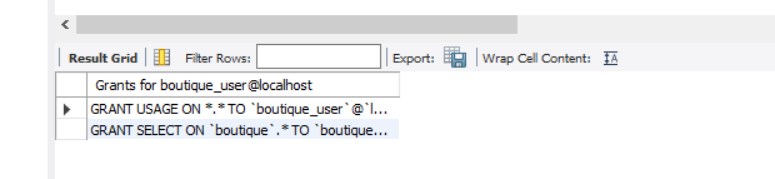 Result Grid Filter Rows: Export: Wrap Cell Content: IA
Grants for boutique_user@localhost
GRANT USAGE ON *.* TO `boutique_user`@`l...
GRANT SELECT ON `boutique`.* TO `boutique...